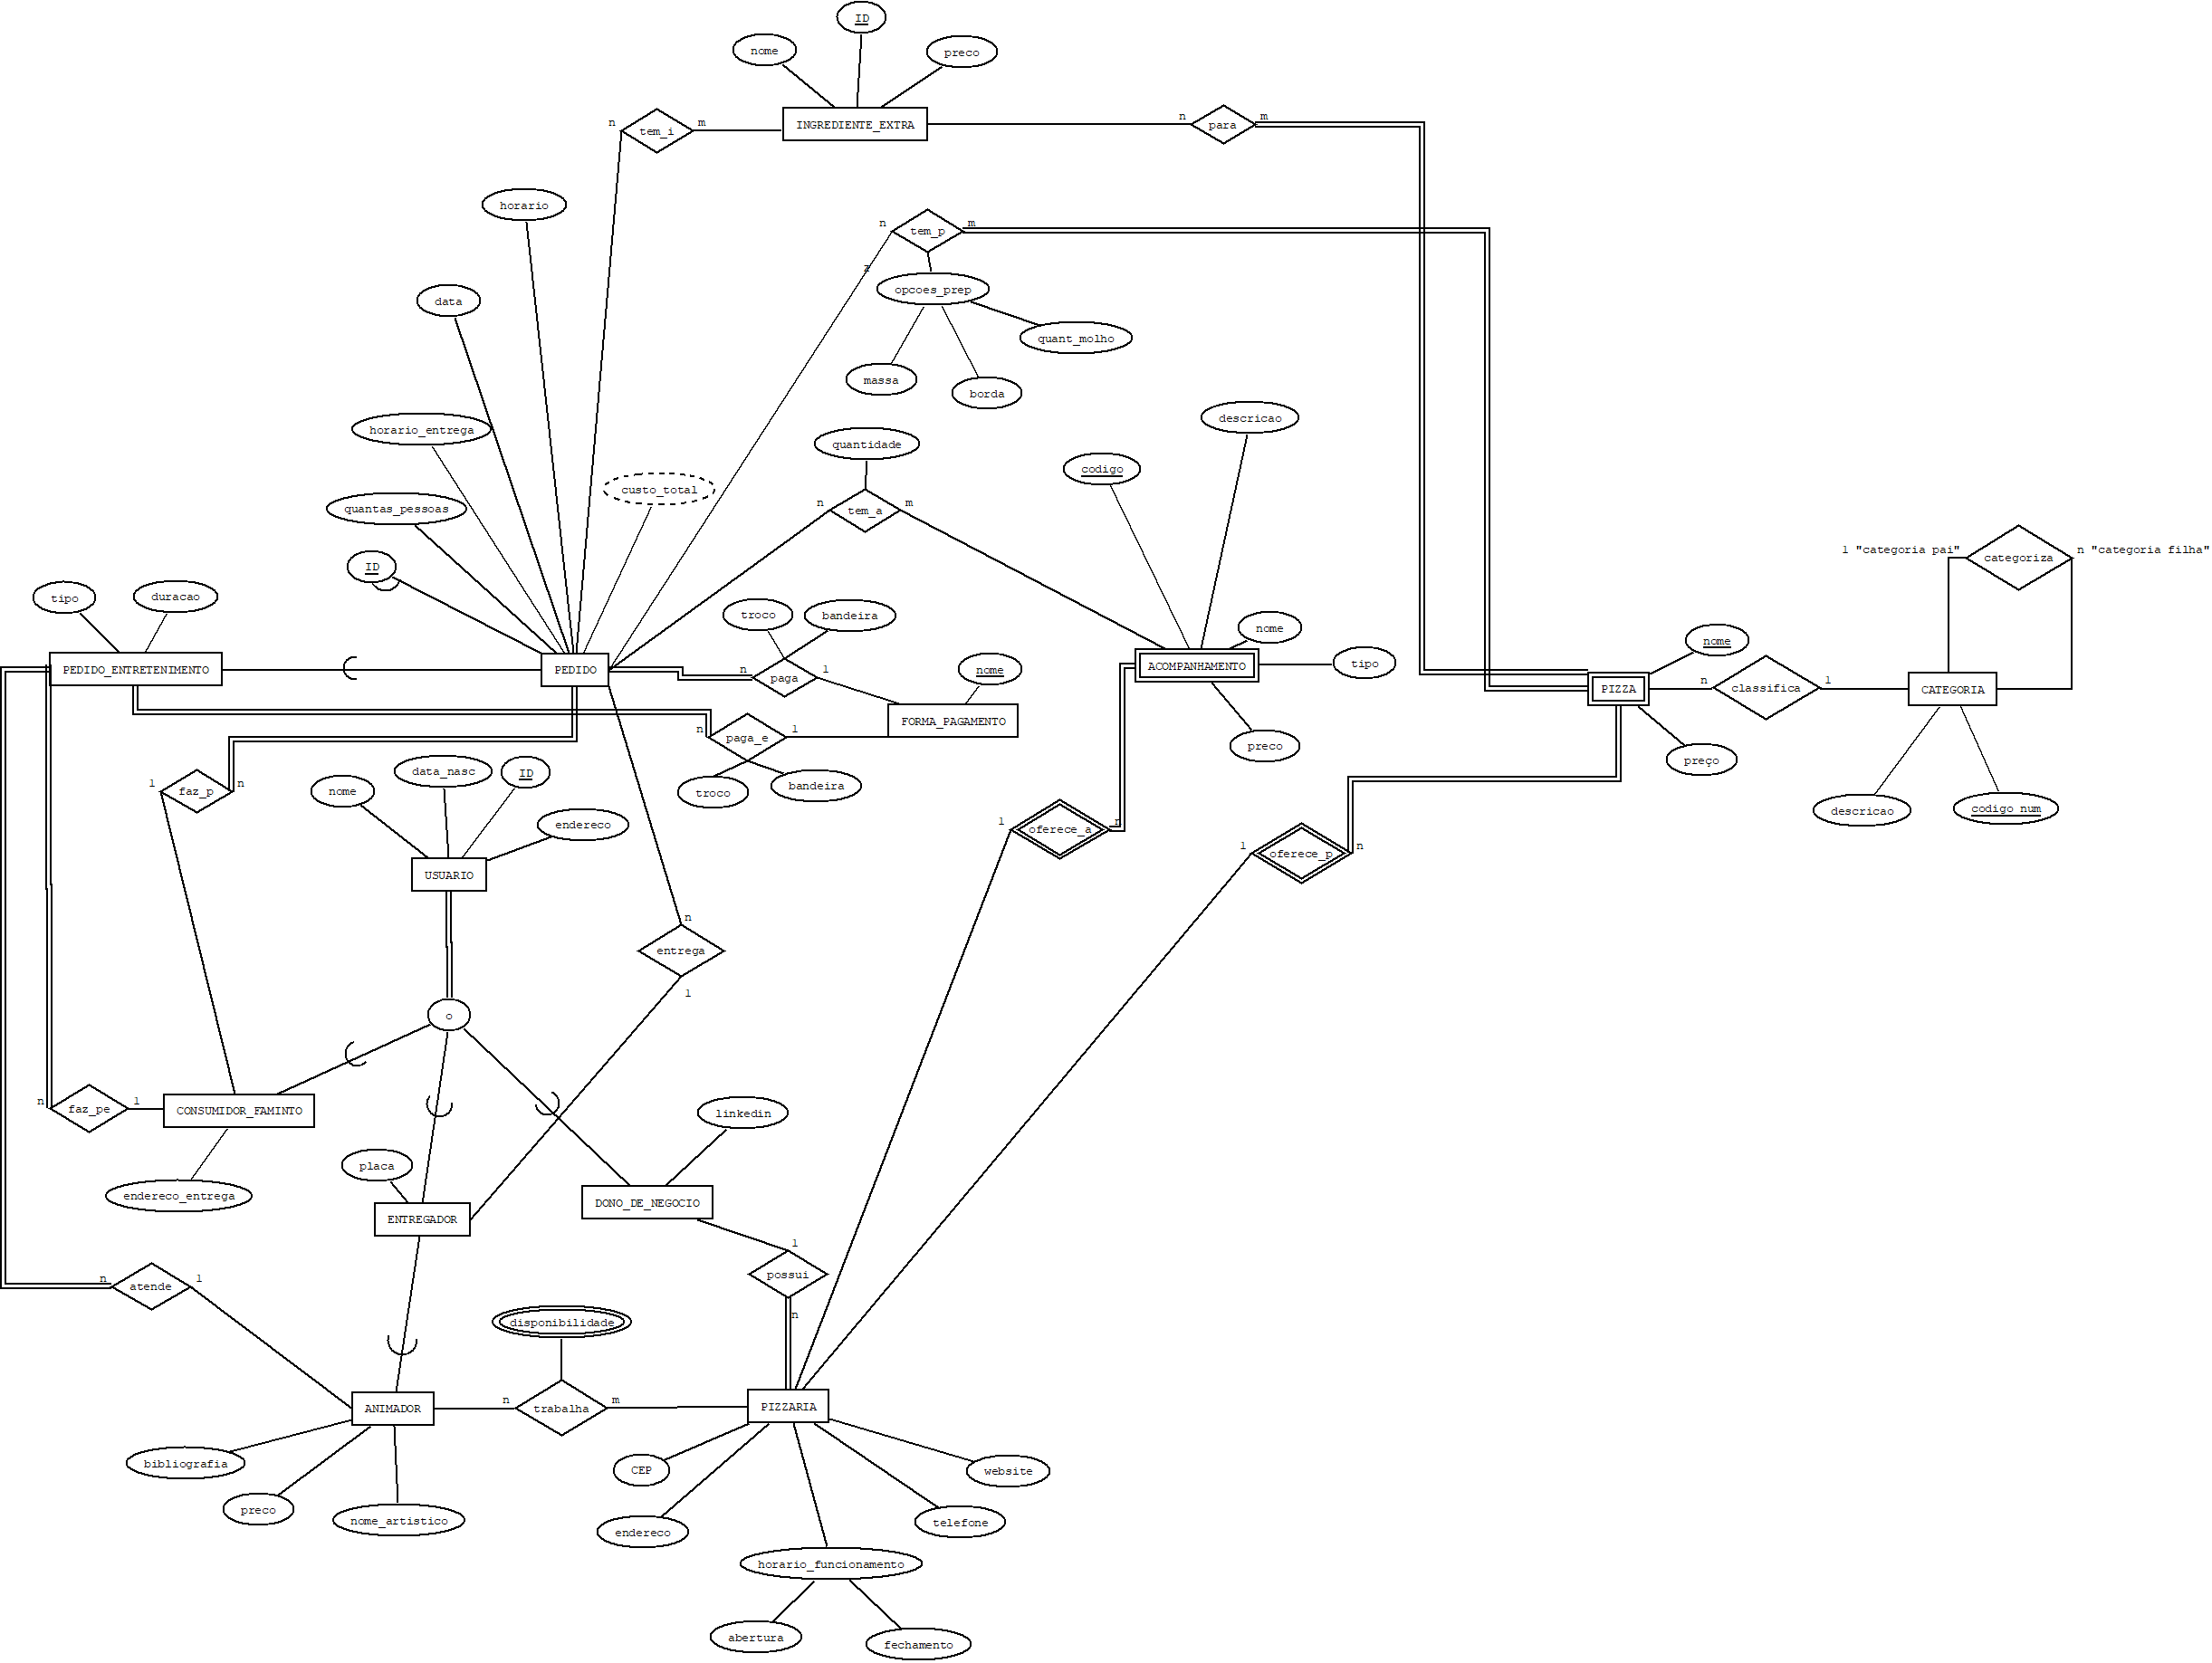 ID
nome
preco
n
tem_i
m
INGREDIENTE_EXTRA
n
para
m
horario
n
tem_p
m
z
opcoes_prep
data
quant_molho
massa
borda
descricao
horario_entrega
quantidade
codigo
custo_total
quantas_pessoas
n
tem_a
m
1 "categoria pai"
categoriza
n "categoria filha"
ID
tipo
duracao
troco
bandeira
nome
nome
PEDIDO_ENTRETENIMENTO
PEDIDO
n
paga
1
nome
ACOMPANHAMENTO
tipo
PIZZA
n
classifica
1
CATEGORIA
FORMA_PAGAMENTO
n
paga_e
1
preco
preço
1
faz_p
n
nome
data_nasc
ID
troco
bandeira
descricao
codigo_num
endereco
1
oferece_a
n
1
oferece_p
n
USUARIO
n
entrega
1
o
n
faz_pe
1
CONSUMIDOR_FAMINTO
linkedin
placa
endereco_entrega
ENTREGADOR
DONO_DE_NEGOCIO
1
n
atende
1
possui
n
disponibilidade
ANIMADOR
n
trabalha
m
PIZZARIA
bibliografia
CEP
website
preco
nome_artistico
endereco
telefone
horario_funcionamento
abertura
fechamento